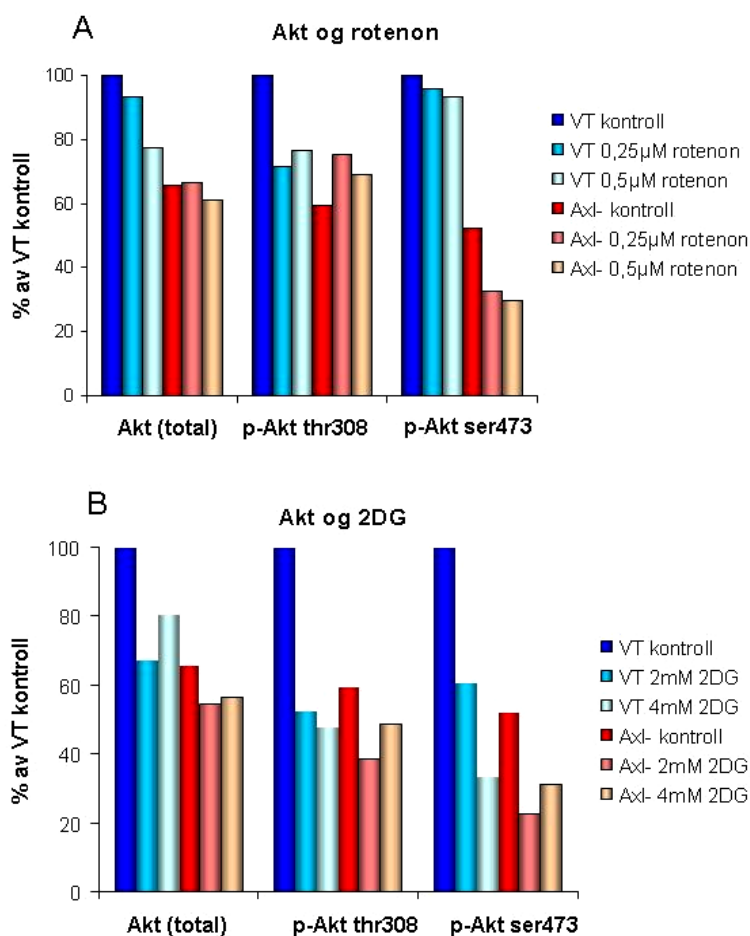 A
Akt og rotenon
% av VT kontroll
100
80
60
40
20
0
Akt (total) p-Akt thr308 p-Akt ser473
VT kontroll
VT 0,25µM rotenon
VT 0,5µM rotenon
Axl- kontroll
Axl- 0,25µM rotenon
Axl- 0,5µM rotenon
B
Akt og 2DG
% av VT kontroll
100
80
60
40
20
0
Akt (total) p-Akt thr308 p-Akt ser473
VT kontroll
VT 2mM 2DG
VT 4mM 2DG
Axl- kontroll
Axl- 2mM 2DG
Axl- 4mM 2DG